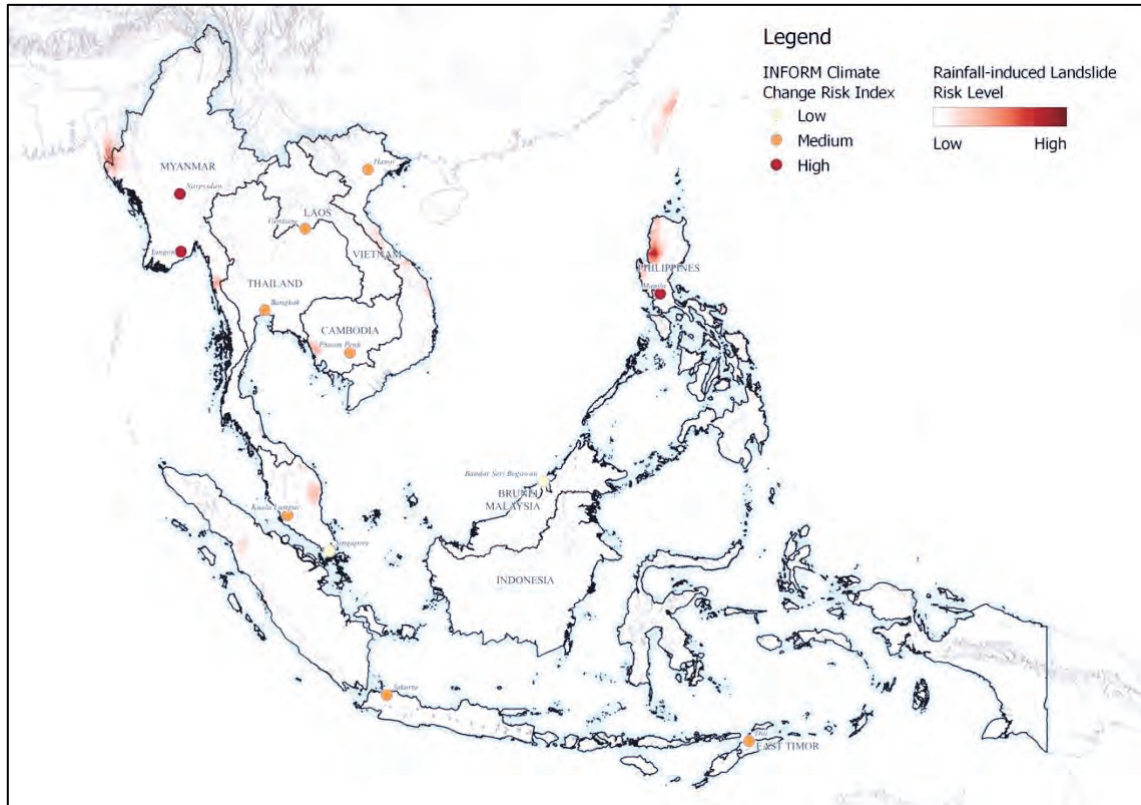 Legend
INFORM Climate
Change Risk Index
Low
Medium
High
Rainfall-induced Landslide
Risk Level
Low High
MYANMAR
Naypyidaw
Yangon
Hanoi
LAOS
Vientiane
VIETNAM
THAILAND
Bangkok
CAMBODIA
Phnom Penh
PHILIPPINES
Manila
Bandar Seri Begawan
BRUNEI
MALAYSIA
Kuala Lumpur
Singapore
INDONESIA
Jakarta
Dili
EAST TIMOR